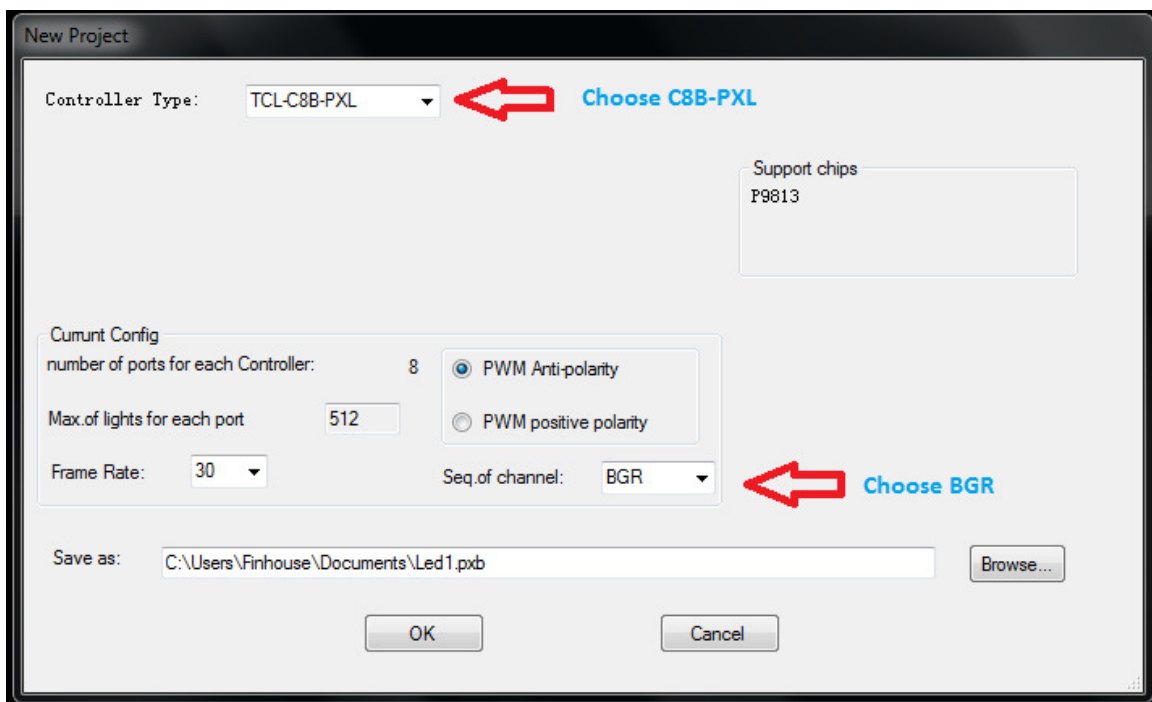 New Project
Controller Type: TCL-C8B-PXL Choose C8B-PXL
Support chips
P9813
Currunt Config
number of ports for each Controller: 8 PWM Anti-polarity
Max.of lights for each port 512 PWM positive polarity
Frame Rate: 30 Seq.of channel: BGR Choose BGR
Save as: C:\Users\Finhouse\Documents\Led1.pxb Browse...
OK Cancel